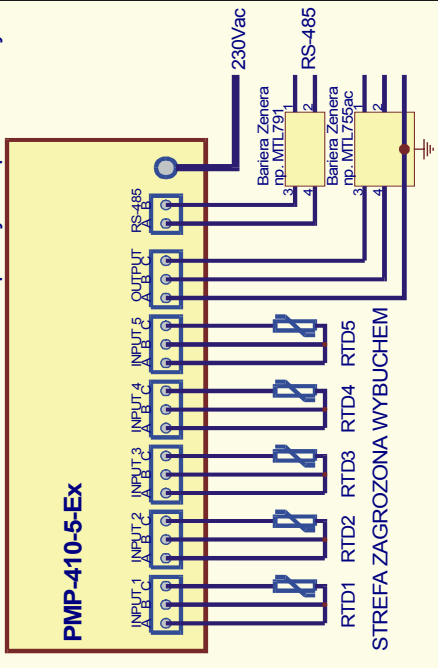 PMP-410-5-Ex
INPUT 1
A B C
INPUT 2
A B C
INPUT 3
A B C
INPUT 4
A B C
INPUT 5
A B C
OUTPUT
A B C
RS-485
A B
230Vac
Bariera Zenera
np. MTL791
3 1
4 2
RS-485
Bariera Zenera
np. MTL755ac
3 1
4 2
RTD1
RTD2
RTD3
RTD4
RTD5
STREFA ZAGROZONA WYBUCHEM